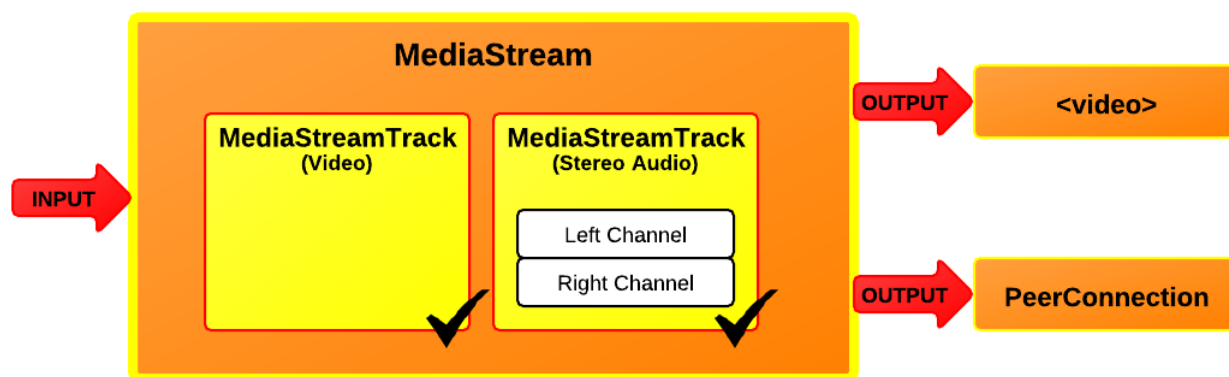 MediaStream
MediaStreamTrack
(Video)
MediaStreamTrack
(Stereo Audio)
Left Channel
Right Channel
INPUT
OUTPUT
<video>
OUTPUT
PeerConnection